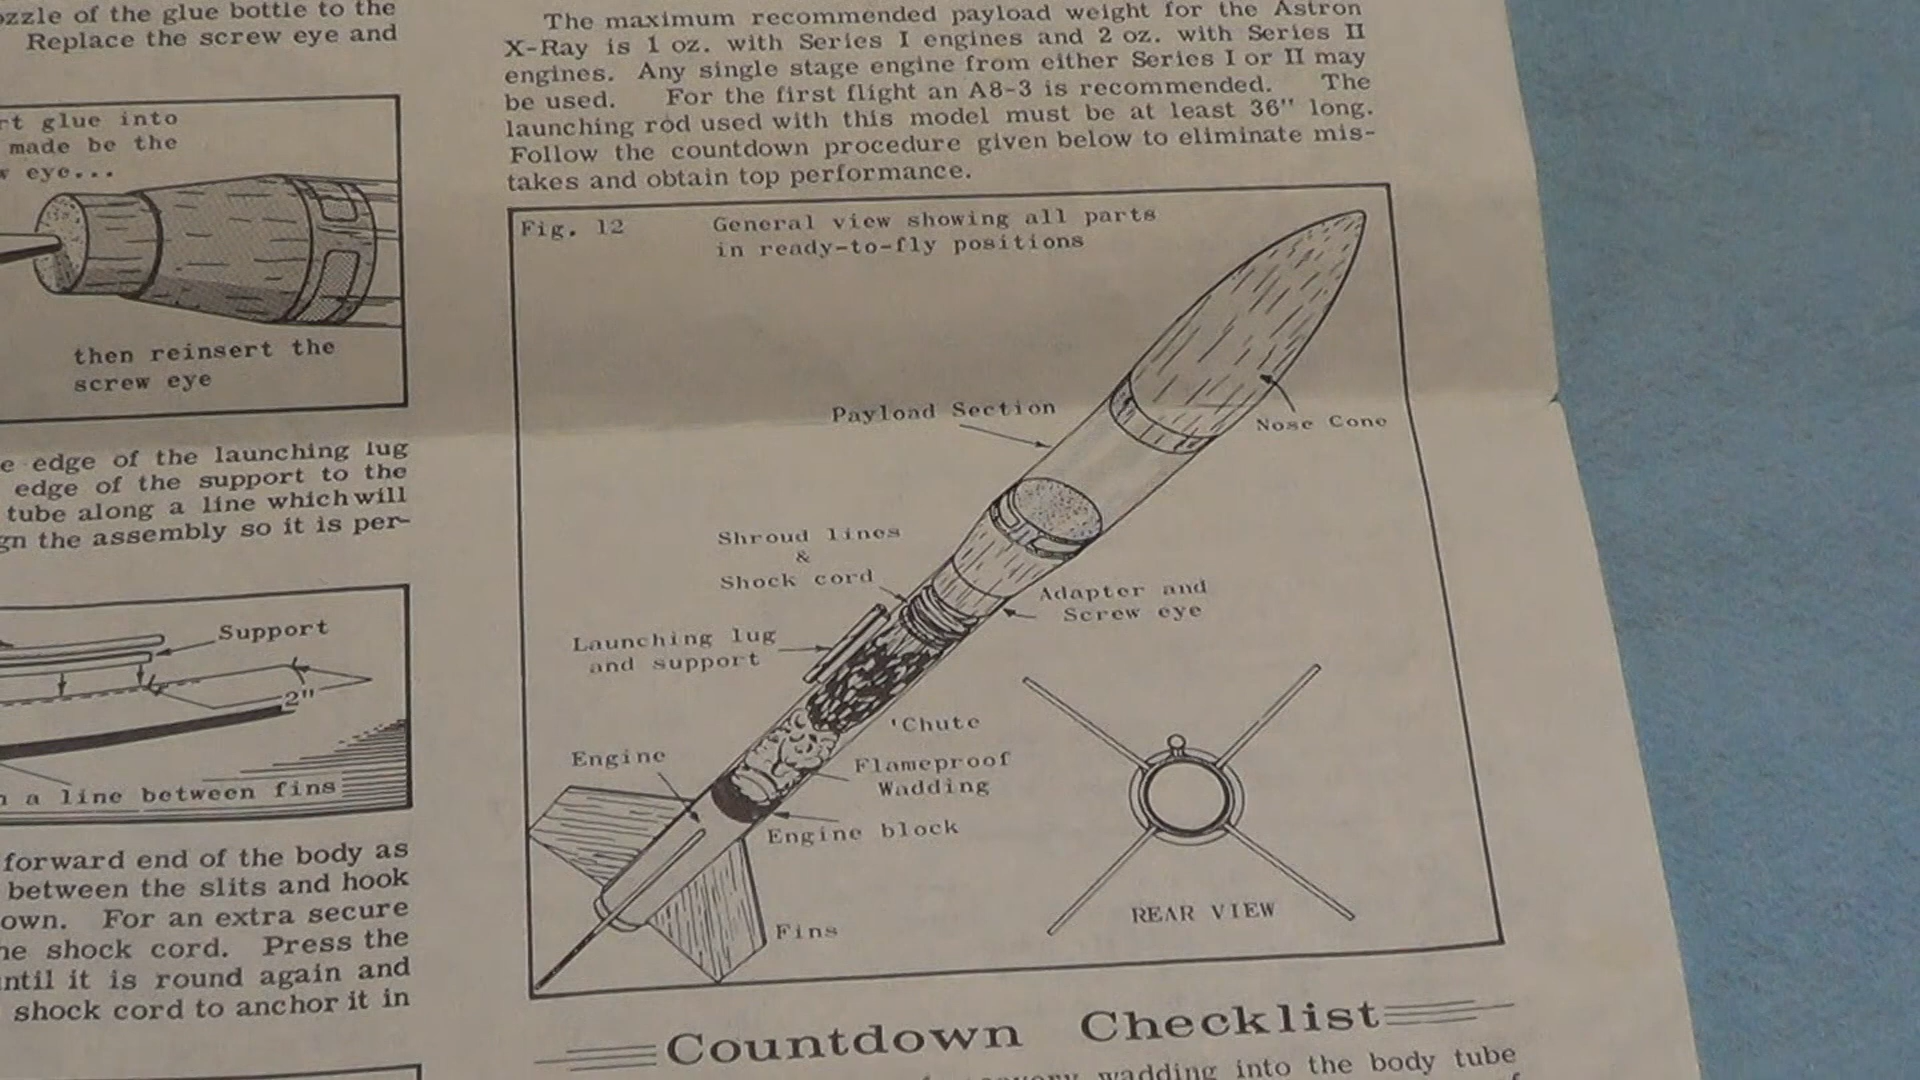 ozzle of the glue bottle to the
Replace the screw eye and
rt glue into
made be the
w eye...
then reinsert the
screw eye
e edge of the launching lug
edge of the support to the
tube along a line which will
gn the assembly so it is per-
Support
2"
a line between fins
forward end of the body as
between the slits and hook
own. For an extra secure
he shock cord. Press the
until it is round again and
shock cord to anchor it in
The maximum recommended payload weight for the Astron
X-Ray is 1 oz. with Series I engines and 2 oz. with Series II
engines. Any single stage engine from either Series I or II may
be used. For the first flight an A8-3 is recommended. The
launching rod used with this model must be at least 36" long.
Follow the countdown procedure given below to eliminate mis-
takes and obtain top performance.
Fig. 12
General view showing all parts
in ready-to-fly positions
Payload Section
Nose Cone
Shroud lines
&
Shock cord
Adapter and
Screw eye
Launching lug
and support
'Chute
Engine
Flameproof
Wadding
Engine block
Fins
REAR VIEW
Countdown Checklist
wadding into the body tube